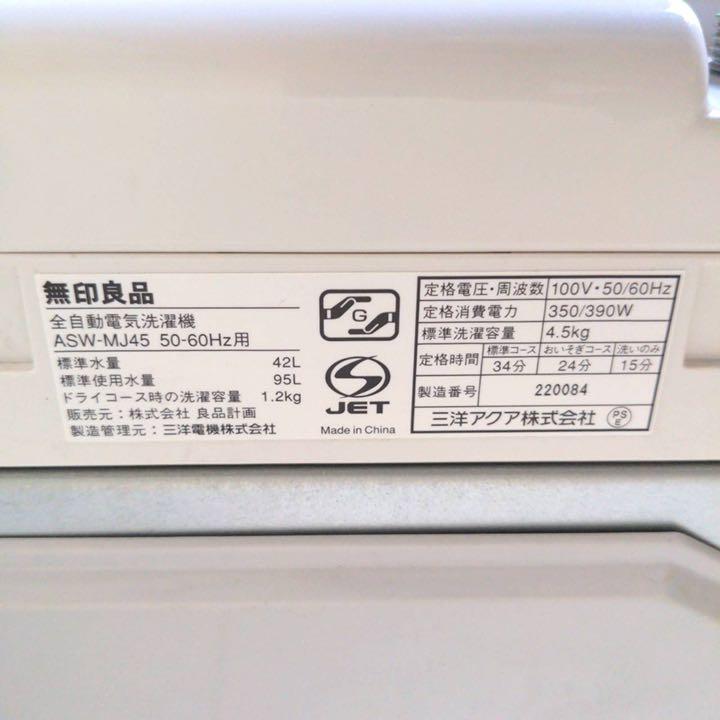 無印良品
全自動電気洗濯機
ASW-MJ45 50-60Hz用
標準水量 42L
標準使用水量 95L
ドライコース時の洗濯容量 1.2kg
販売元：株式会社 良品計画
製造管理元：三洋電機株式会社
G
JET
Made in China
定格電圧・周波数 100V・50/60Hz
定格消費電力 350/390W
標準洗濯容量 4.5kg
定格時間 標準コース おいそぎコース 洗いのみ
34分 24分 15分
製造番号 220084
三洋アクア株式会社 PSE